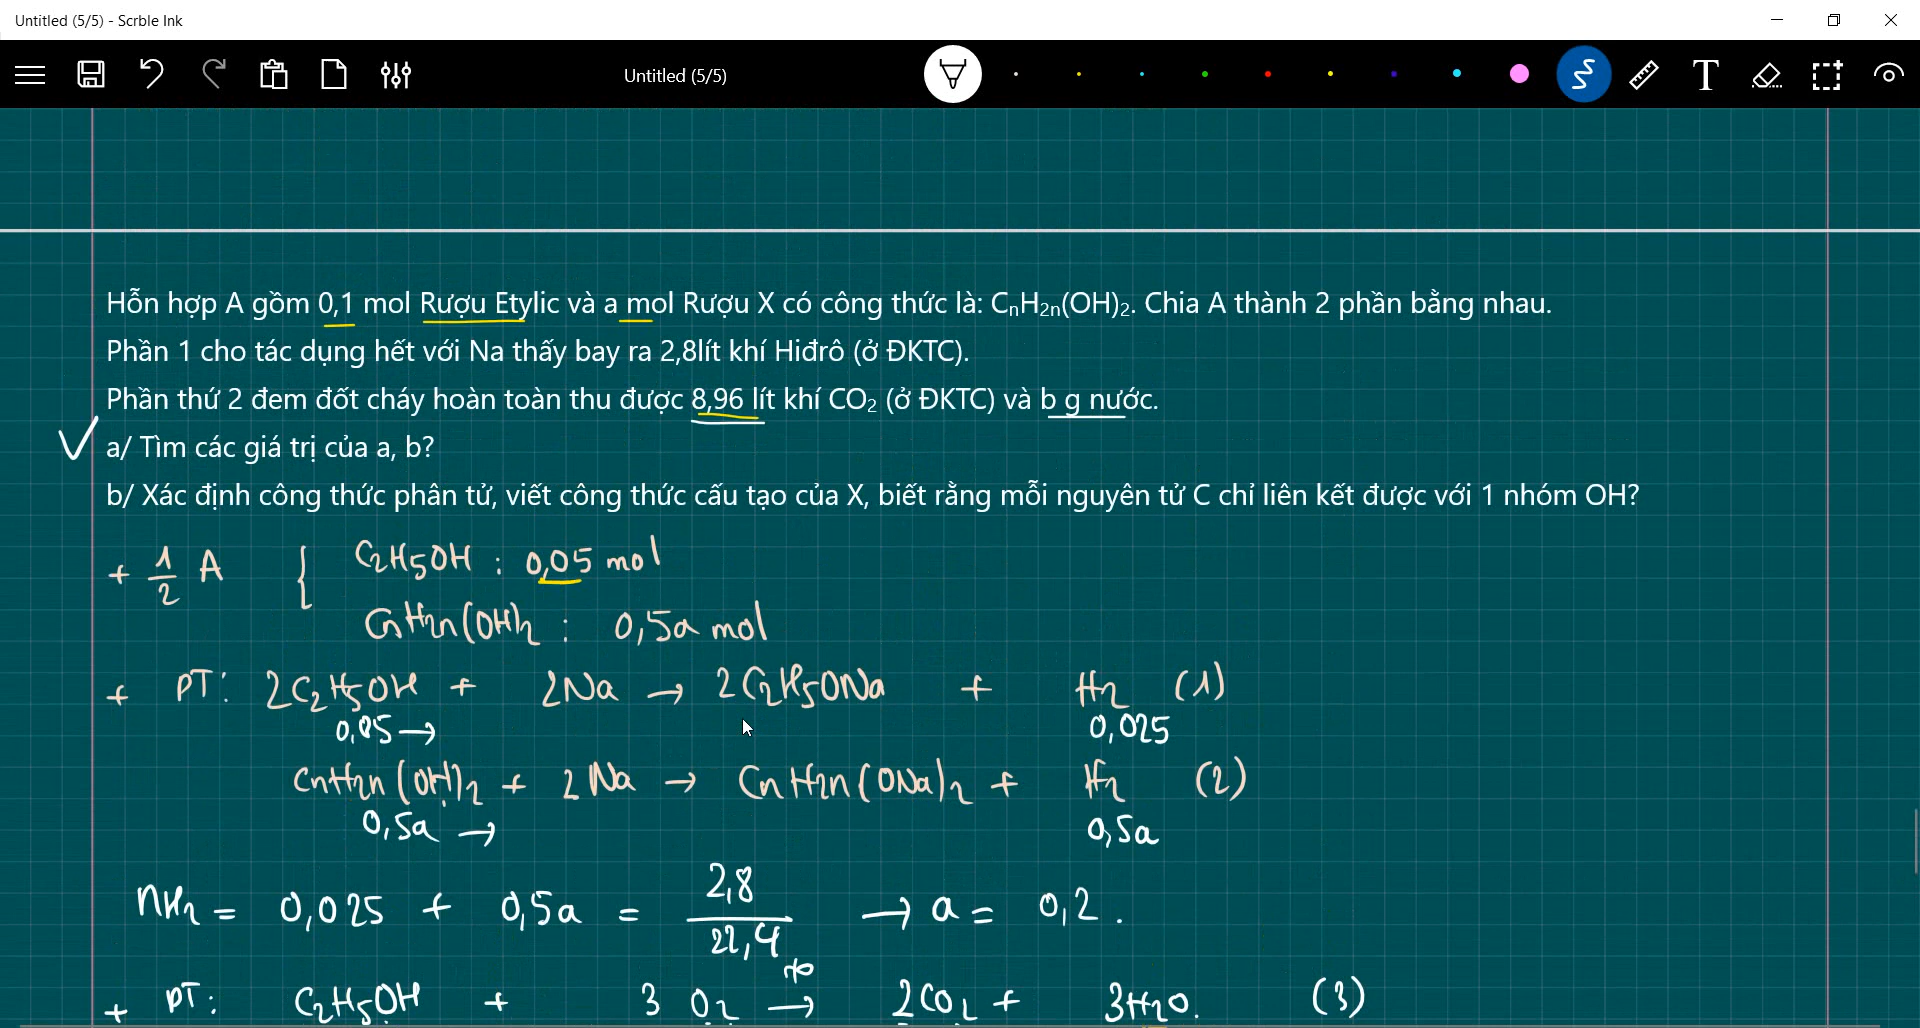 Untitled (5/5) - Scrble Ink
Untitled (5/5)
T
Hỗn hợp A gồm 0,1 mol Rượu Etylic và a mol Rượu X có công thức là: CₙH₂ₙ(OH)₂. Chia A thành 2 phần bằng nhau.
Phần 1 cho tác dụng hết với Na thấy bay ra 2,8lít khí Hiđrô (ở ĐKTC).
Phần thứ 2 đem đốt cháy hoàn toàn thu được 8,96 lít khí CO₂ (ở ĐKTC) và b g nước.
a/ Tìm các giá trị của a, b?
b/ Xác định công thức phân tử, viết công thức cấu tạo của X, biết rằng mỗi nguyên tử C chỉ liên kết được với 1 nhóm OH?
+ 1/2 A { C₂H₅OH : 0,05 mol
CₙH₂ₙ(OH)₂ : 0,5a mol
+ PT: 2C₂H₅OH + 2Na → 2C₂H₅ONa + H₂ (1)
0,05 → 0,025
CₙH₂ₙ(OH)₂ + 2Na → CₙH₂ₙ(ONa)₂ + H₂ (2)
0,5a → 0,5a
nH₂ = 0,025 + 0,5a = 2,8/22,4 → a = 0,2.
+ PT: C₂H₅OH + 3O₂ →(t°) 2CO₂ + 3H₂O. (3)